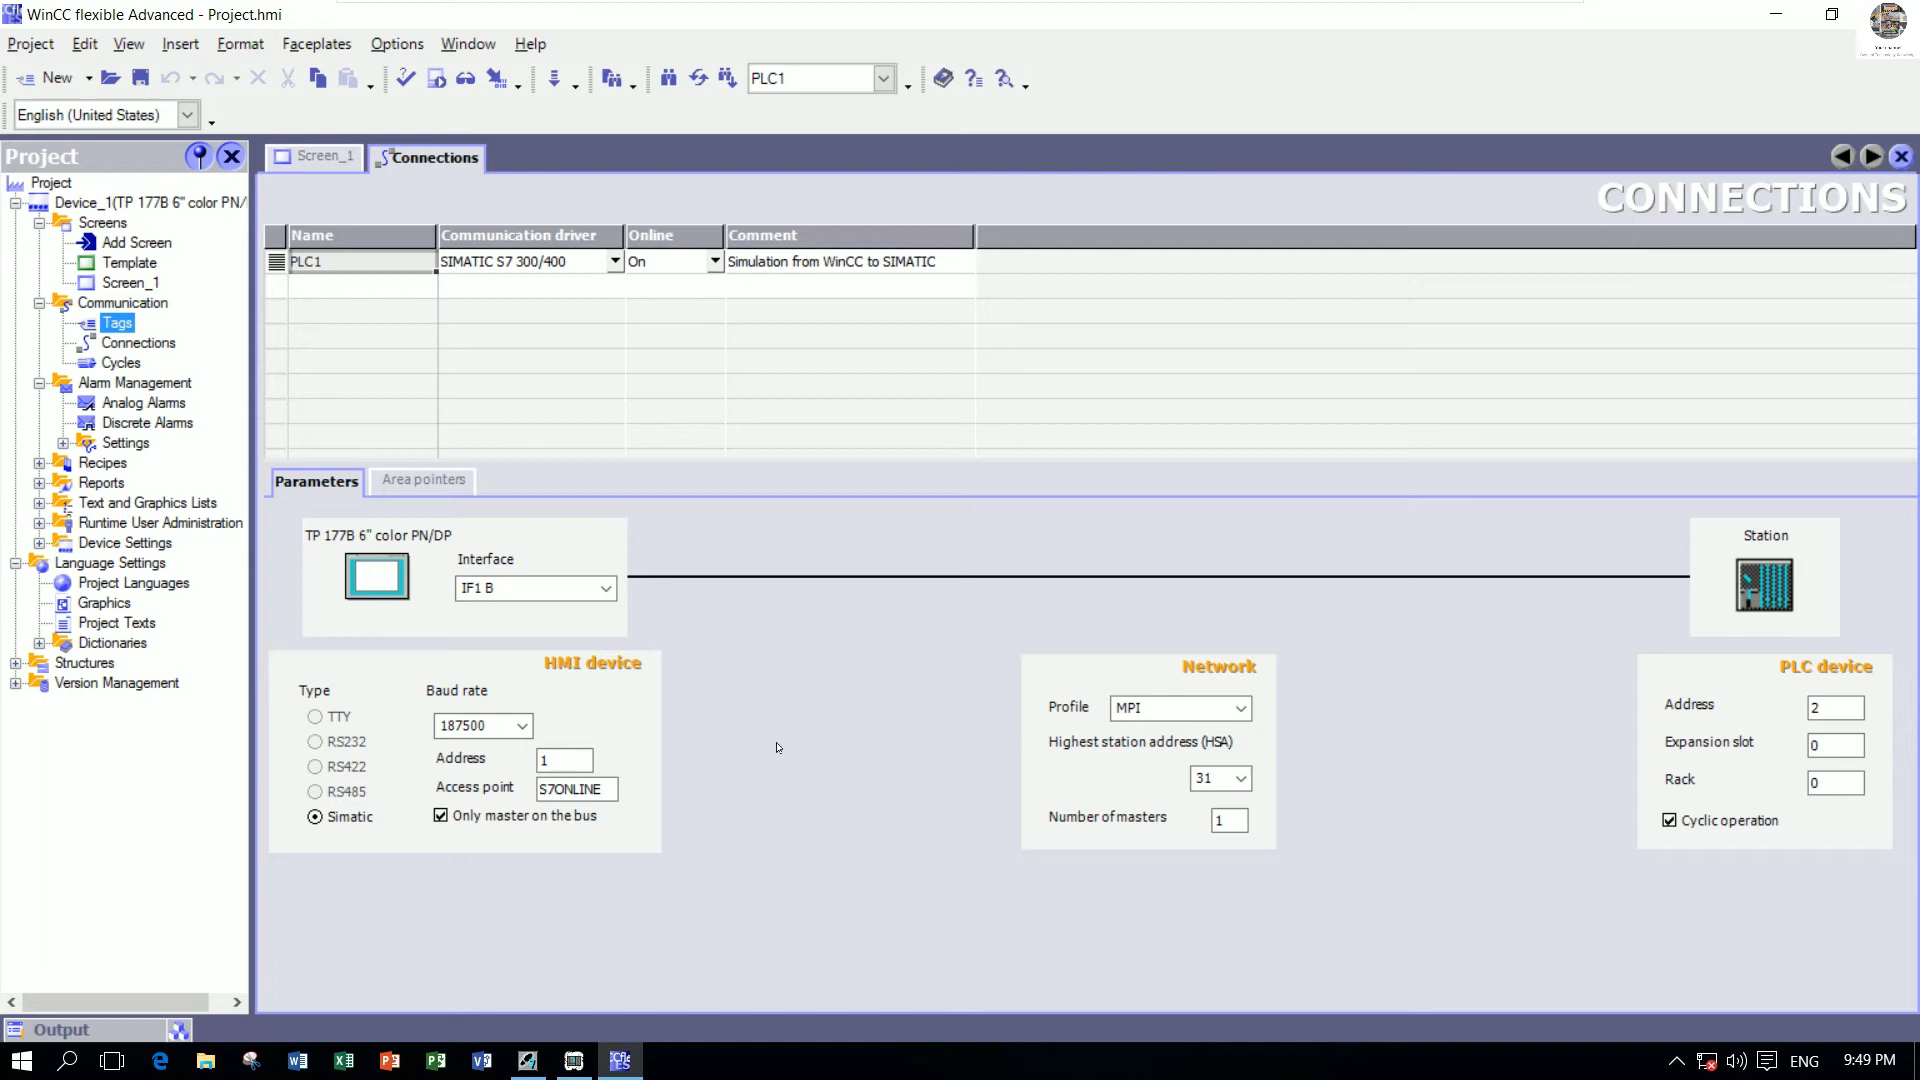 WinCC flexible Advanced - Project.hmi
Project Edit View Insert Format Faceplates Options Window Help
New PLC1
English (United States)
Project
Screen_1 Connections
CONNECTIONS
Project
Device_1(TP 177B 6" color PN/
Screens
Add Screen
Template
Screen_1
Communication
Tags
Connections
Cycles
Alarm Management
Analog Alarms
Discrete Alarms
Settings
Recipes
Reports
Text and Graphics Lists
Runtime User Administration
Device Settings
Language Settings
Project Languages
Graphics
Project Texts
Dictionaries
Structures
Version Management
Name Communication driver Online Comment
PLC1 SIMATIC S7 300/400 On Simulation from WinCC to SIMATIC
Parameters Area pointers
TP 177B 6" color PN/DP
Interface
IF1 B
Station
HMI device
Type Baud rate
TTY
187500
RS232
Address 1
RS422
Access point S7ONLINE
RS485
Simatic
Only master on the bus
Network
Profile MPI
Highest station address (HSA)
31
Number of masters 1
PLC device
Address 2
Expansion slot 0
Rack 0
Cyclic operation
Output
ENG 9:49 PM